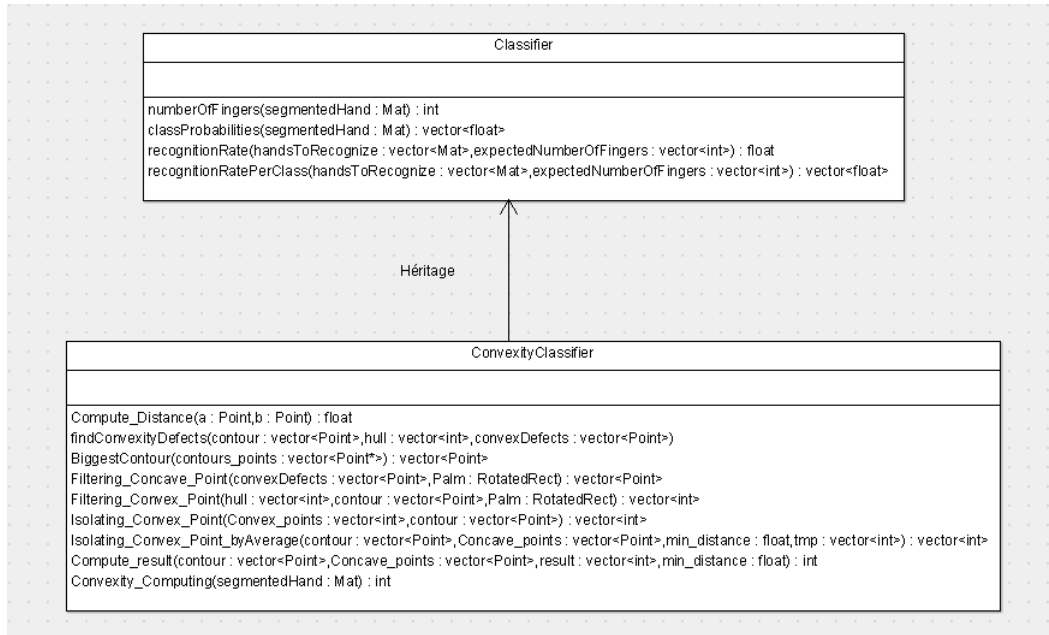 Classifier
numberOfFingers(segmentedHand : Mat) : int
classProbabilities(segmentedHand : Mat) : vector<float>
recognitionRate(handsToRecognize : vector<Mat>,expectedNumberOfFingers : vector<int>) : float
recognitionRatePerClass(handsToRecognize : vector<Mat>,expectedNumberOfFingers : vector<int>) : vector<float>
Héritage
ConvexityClassifier
Compute_Distance(a : Point,b : Point) : float
findConvexityDefects(contour : vector<Point>,hull : vector<int>,convexDefects : vector<Point>)
BiggestContour(contours_points : vector<Point*>) : vector<Point>
Filtering_Concave_Point(convexDefects : vector<Point>,Palm : RotatedRect) : vector<Point>
Filtering_Convex_Point(hull : vector<int>,contour : vector<Point>,Palm : RotatedRect) : vector<int>
Isolating_Convex_Point(Convex_points : vector<int>,contour : vector<Point>) : vector<int>
Isolating_Convex_Point_byAverage(contour : vector<Point>,Concave_points : vector<Point>,min_distance : float,tmp : vector<int>) : vector<int>
Compute_result(contour : vector<Point>,Concave_points : vector<Point>,result : vector<int>,min_distance : float) : int
Convexity_Computing(segmentedHand : Mat) : int